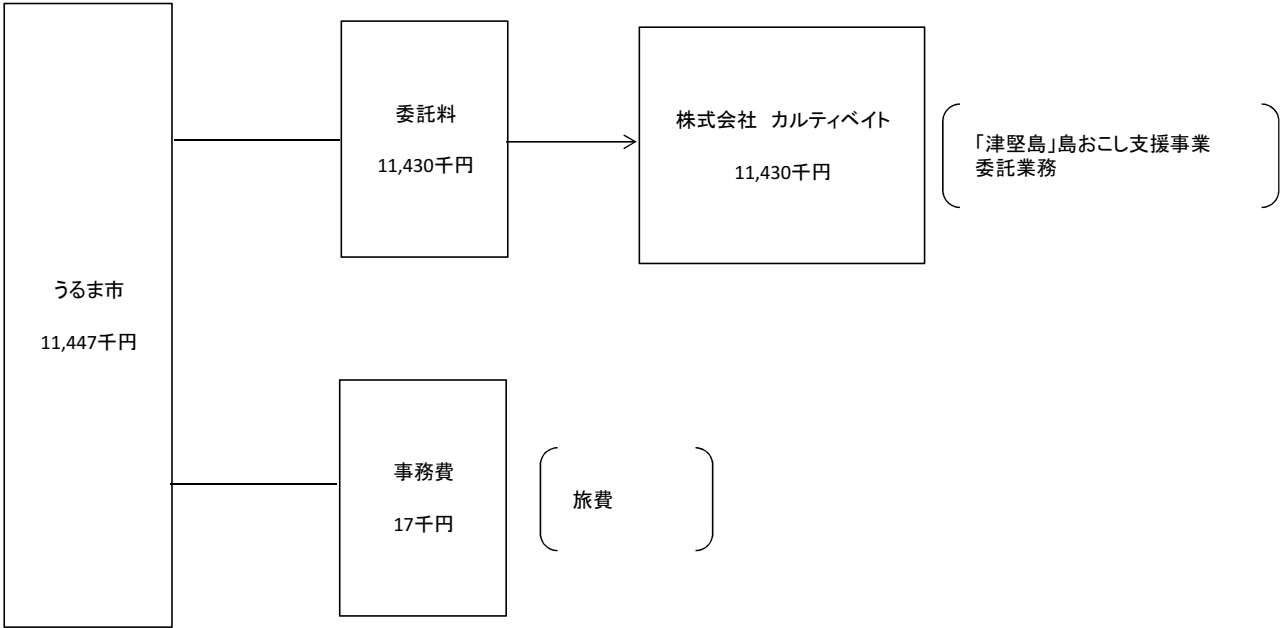 うるま市
11,447千円
委託料
11,430千円
株式会社　カルティベイト
11,430千円
「津堅島」島おこし支援事業
委託業務
事務費
17千円
旅費